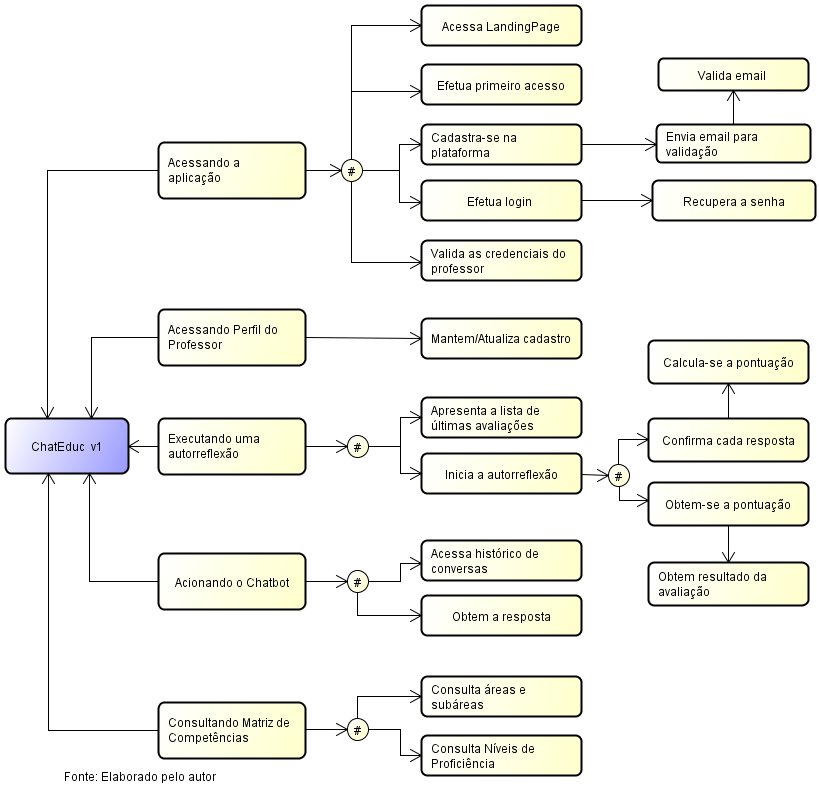 Acessa LandingPage
Efetua primeiro acesso
Valida email
Cadastra-se na
plataforma
Envia email para
validação
Acessando a
aplicação
#
Efetua login
Recupera a senha
Valida as credenciais do
professor
Acessando Perfil do
Professor
Mantem/Atualiza cadastro
Calcula-se a pontuação
ChatEduc v1
Executando uma
autorreflexão
#
Apresenta a lista de
últimas avaliações
Confirma cada resposta
Inicia a autorreflexão
#
Obtem-se a pontuação
Acionando o Chatbot
#
Acessa histórico de
conversas
Obtem resultado da
avaliação
Obtem a resposta
Consultando Matriz de
Competências
#
Consulta áreas e
subáreas
Consulta Níveis de
Proficiência
Fonte: Elaborado pelo autor